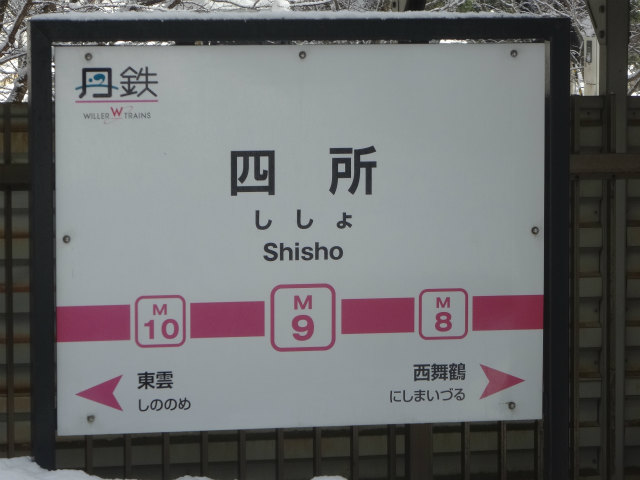 丹鉄
WILLER TRAINS
四所
ししょ
Shisho
M 10
M 9
M 8
東雲
しののめ
西舞鶴
にしまいづる